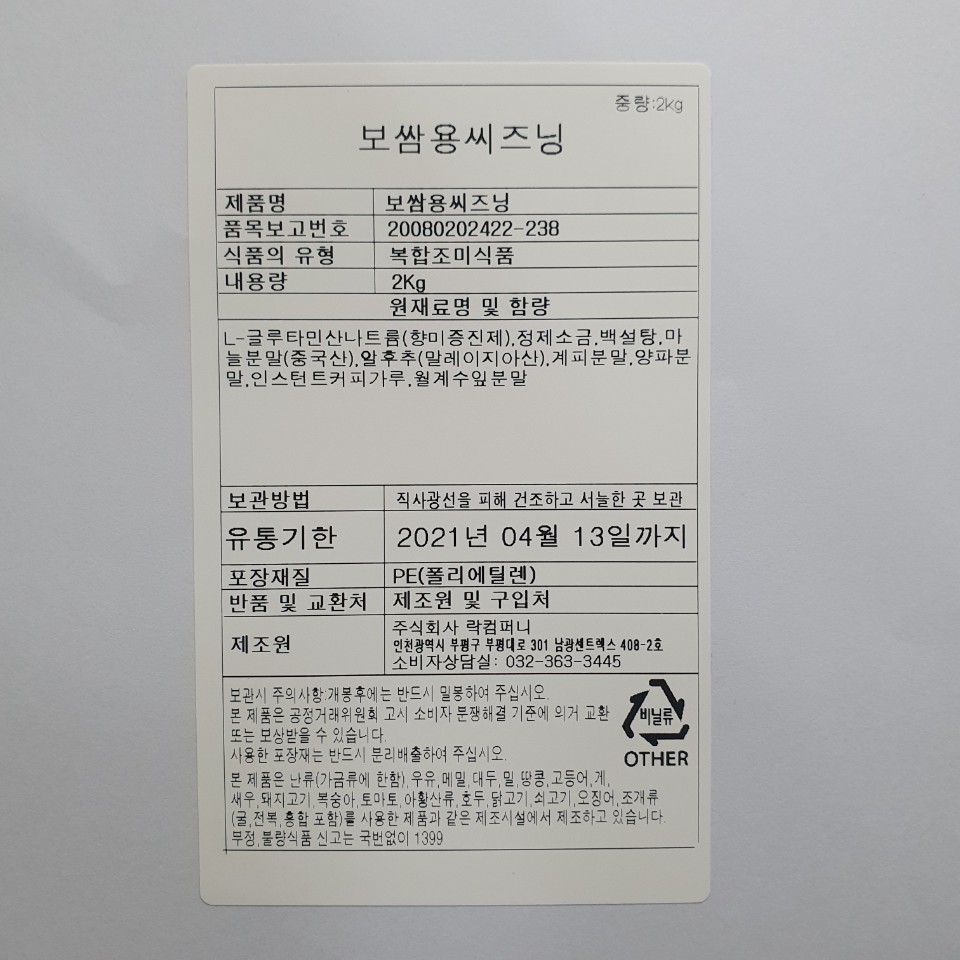 중량:2Kg
보쌈용씨즈닝
제품명 보쌈용씨즈닝
품목보고번호 20080202422-238
식품의 유형 복합조미식품
내용량 2Kg
원재료명 및 함량
L-글루타민산나트륨(향미증진제),정제소금,백설탕,마
늘분말(중국산),알후추(말레이지아산),계피분말,양파분
말,인스턴트커피가루,월계수잎분말
보관방법 직사광선을 피해 건조하고 서늘한 곳 보관
유통기한 2021년 04월 13일까지
포장재질 PE(폴리에틸렌)
반품 및 교환처 제조원 및 구입처
제조원 주식회사 락컴퍼니
인천광역시 부평구 부평대로 301 남광센트렉스 408-2호
소비자상담실: 032-363-3445
보관시 주의사항:개봉후에는 반드시 밀봉하여 주십시오.
본 제품은 공정거래위원회 고시 소비자 분쟁해결 기준에 의거 교환
또는 보상받을 수 있습니다.
사용한 포장재는 반드시 분리배출하여 주십시오.
비닐류
OTHER
본 제품은 난류(가금류에 한함),우유,메밀,대두,밀,땅콩,고등어,게,
새우,돼지고기,복숭아,토마토,아황산류,호두,닭고기,쇠고기,오징어,조개류
(굴,전복,홍합 포함)를 사용한 제품과 같은 제조시설에서 제조하고 있습니다.
부정,불량식품 신고는 국번없이 1399